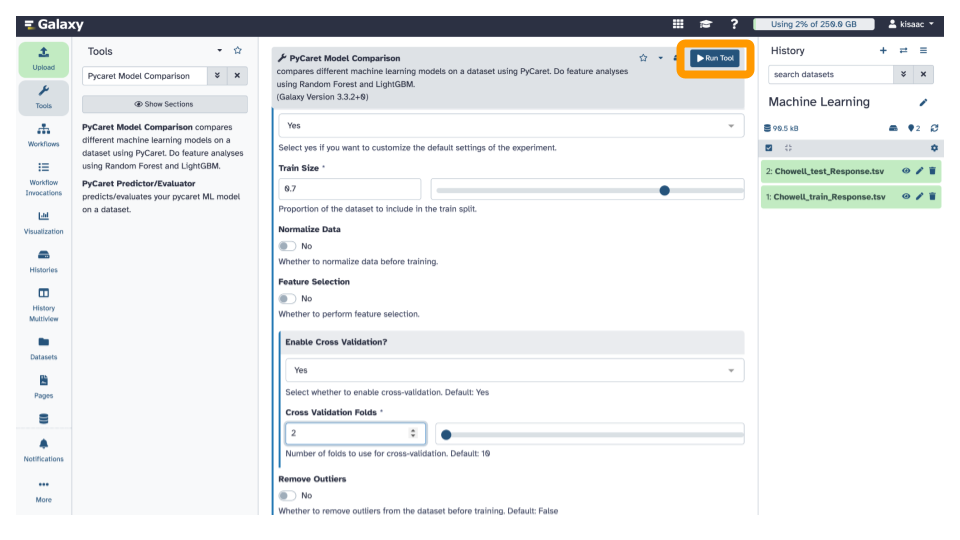 Galaxy
?
Using 2% of 250.0 GB
kisaac
Upload
Tools
Workflows
Workflow
Invocations
Visualization
Histories
History
Multiview
Datasets
Pages
Notifications
More
Tools
Pycaret Model Comparison
Show Sections
PyCaret Model Comparison compares
different machine learning models on a
dataset using PyCaret. Do feature analyses
using Random Forest and LightGBM.
PyCaret Predictor/Evaluator
predicts/evaluates your pycaret ML model
on a dataset.
PyCaret Model Comparison
compares different machine learning models on a dataset using PyCaret. Do feature analyses
using Random Forest and LightGBM.
(Galaxy Version 3.3.2+0)
Run Tool
Yes
Select yes if you want to customize the default settings of the experiment.
Train Size *
0.7
Proportion of the dataset to include in the train split.
Normalize Data
No
Whether to normalize data before training.
Feature Selection
No
Whether to perform feature selection.
Enable Cross Validation?
Yes
Select whether to enable cross-validation. Default: Yes
Cross Validation Folds *
2
Number of folds to use for cross-validation. Default: 10
Remove Outliers
No
Whether to remove outliers from the dataset before training. Default: False
History
search datasets
Machine Learning
90.5 kB
2
2: Chowell_test_Response.tsv
1: Chowell_train_Response.tsv